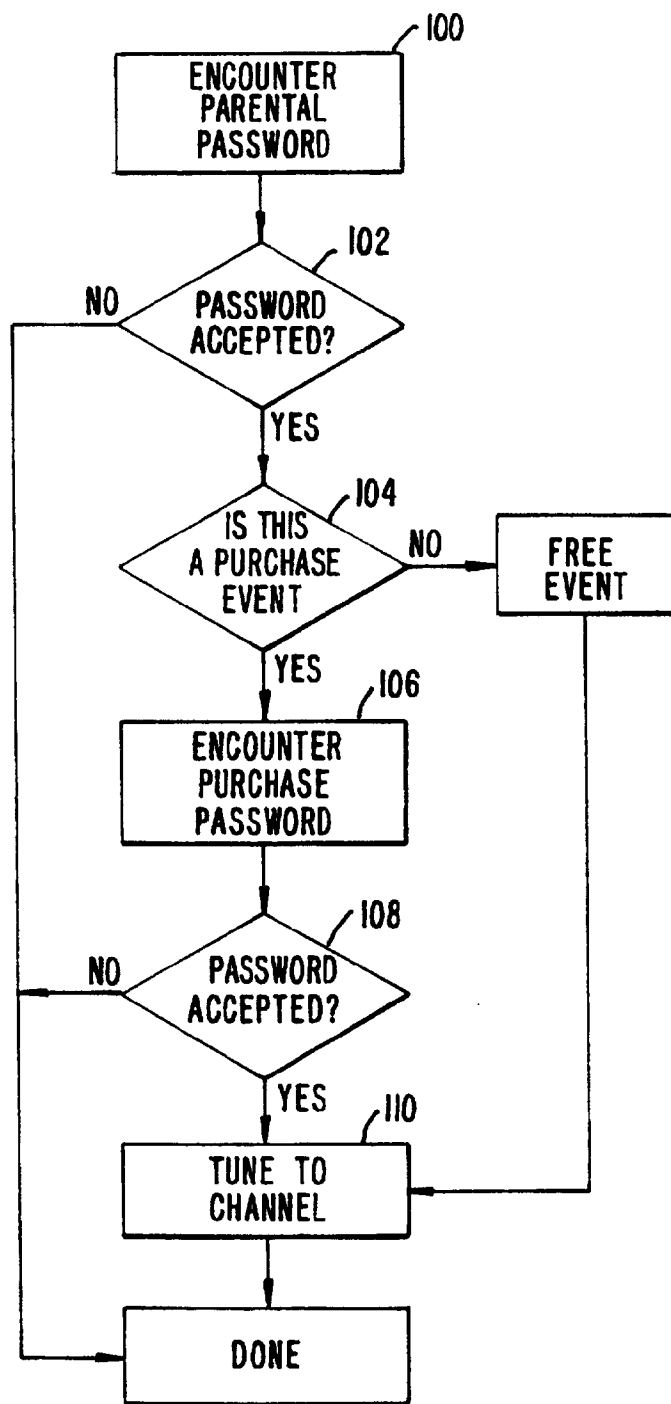 100
ENCOUNTER
PARENTAL
PASSWORD
102
NO
PASSWORD
ACCEPTED?
YES
104
IS THIS
A PURCHASE
EVENT
NO
FREE
EVENT
YES
106
ENCOUNTER
PURCHASE
PASSWORD
108
NO
PASSWORD
ACCEPTED?
YES
110
TUNE TO
CHANNEL
DONE